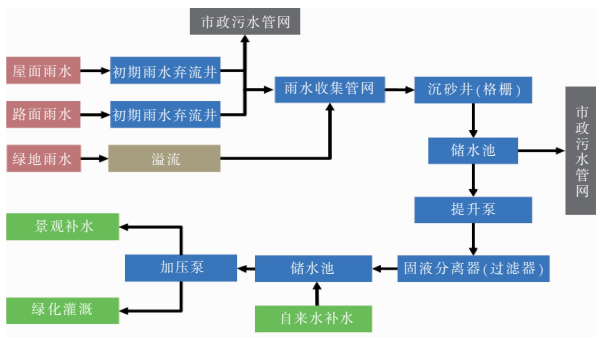 市政污水管网
屋面雨水
初期雨水弃流井
雨水收集管网
沉砂井(格栅)
路面雨水
初期雨水弃流井
绿地雨水
溢流
储水池
市政污水管网
提升泵
景观补水
加压泵
储水池
固液分离器(过滤器)
绿化灌溉
自来水补水